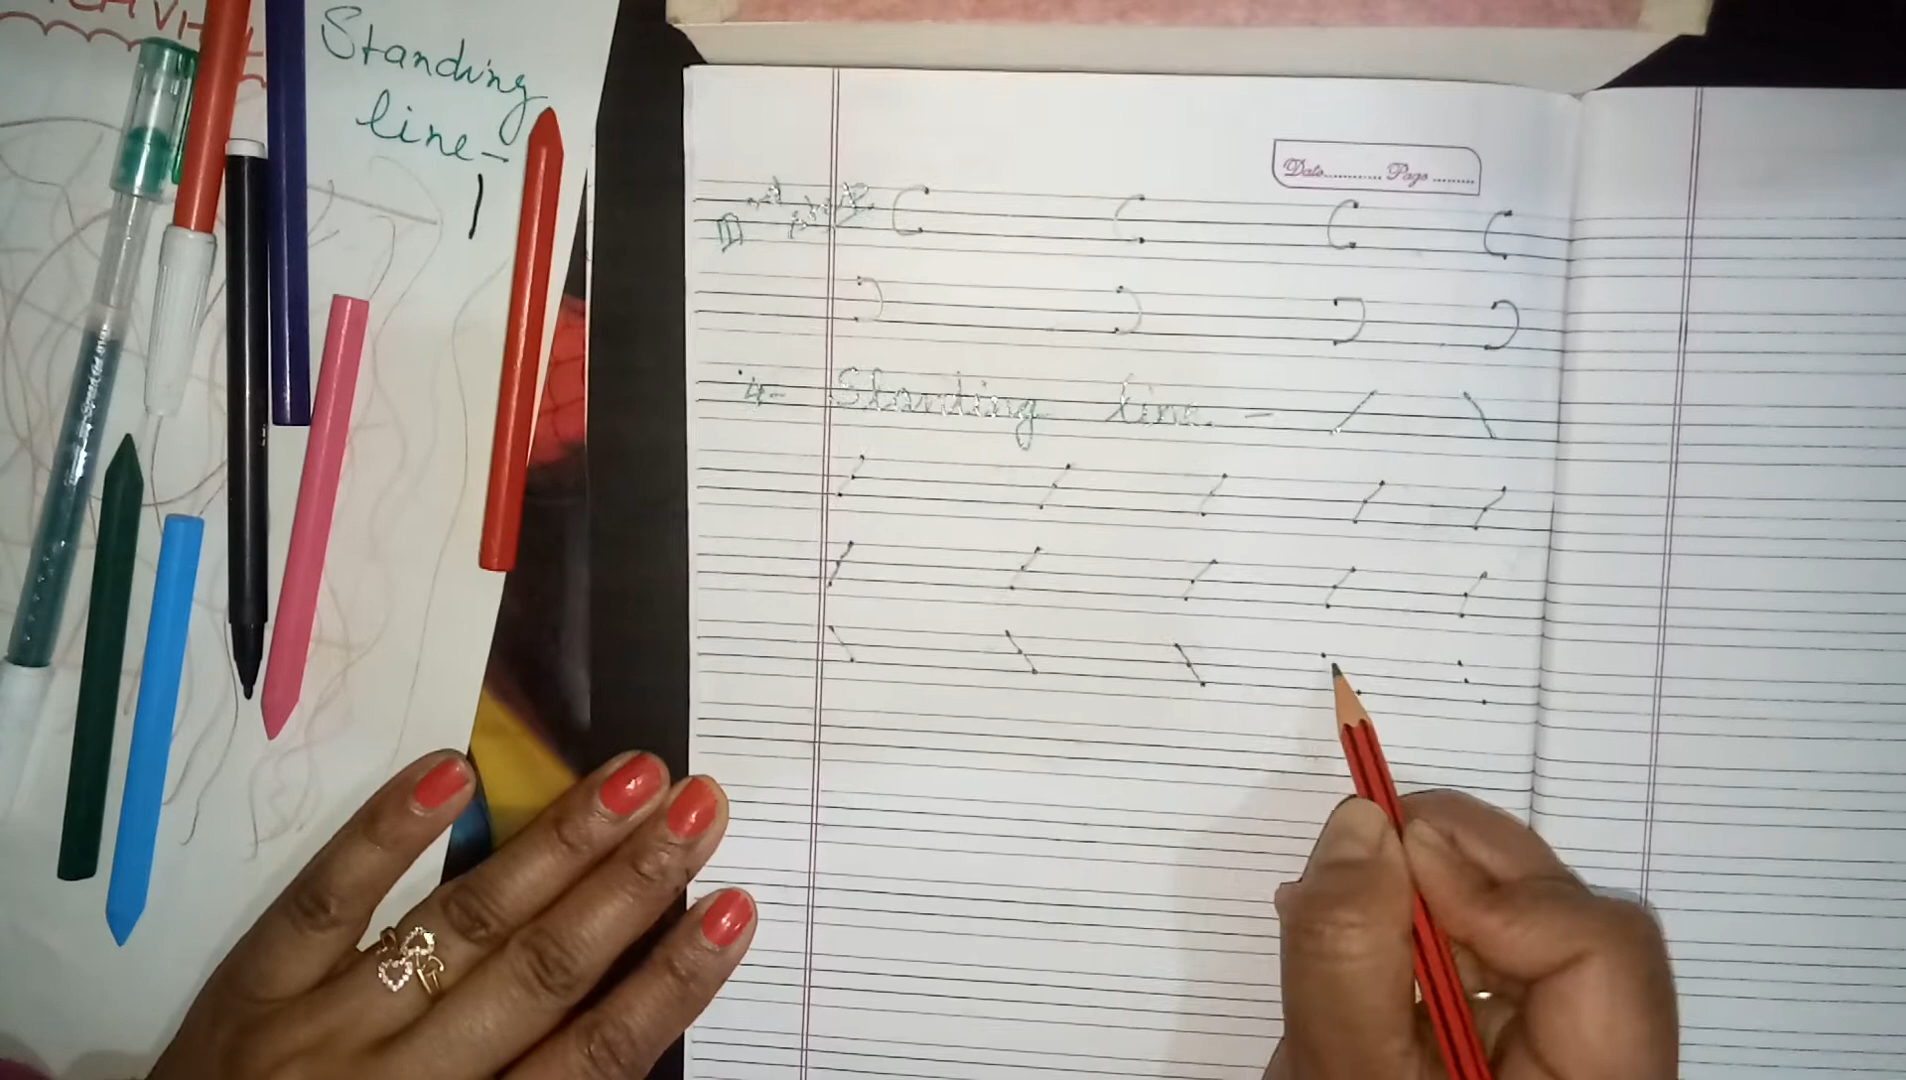 Standing
line -
|
Date............ Page .........
C C C C
Ɔ Ɔ Ɔ Ɔ
4- Standing line - / \
/ / / / /
/ / / / /
\ \ \